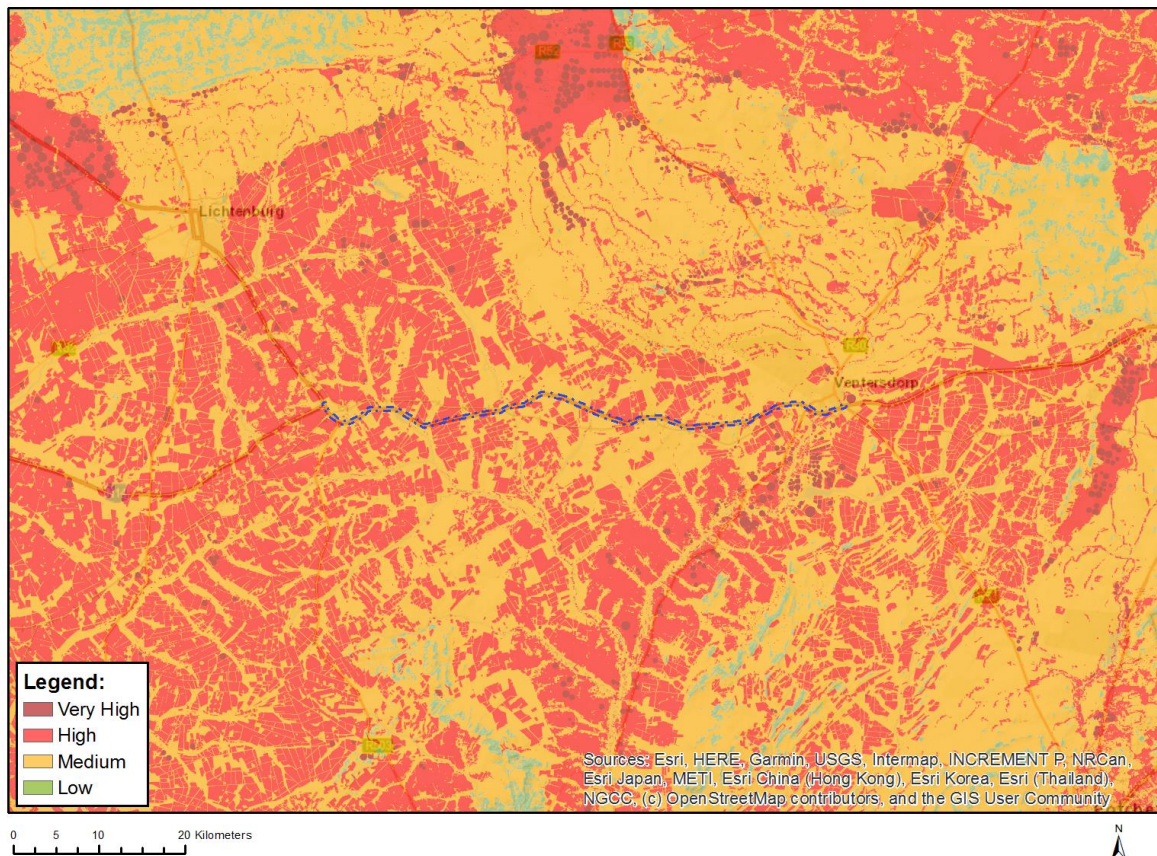 Lichtenburg
Ventersdorp
Legend:
Very High
High
Medium
Low
Sources: Esri, HERE, Garmin, USGS, Intermap, INCREMENT P, NRCan,
Esri Japan, METI, Esri China (Hong Kong), Esri Korea, Esri (Thailand),
NGCC, (c) OpenStreetMap contributors, and the GIS User Community
0 5 10 20 Kilometers
N